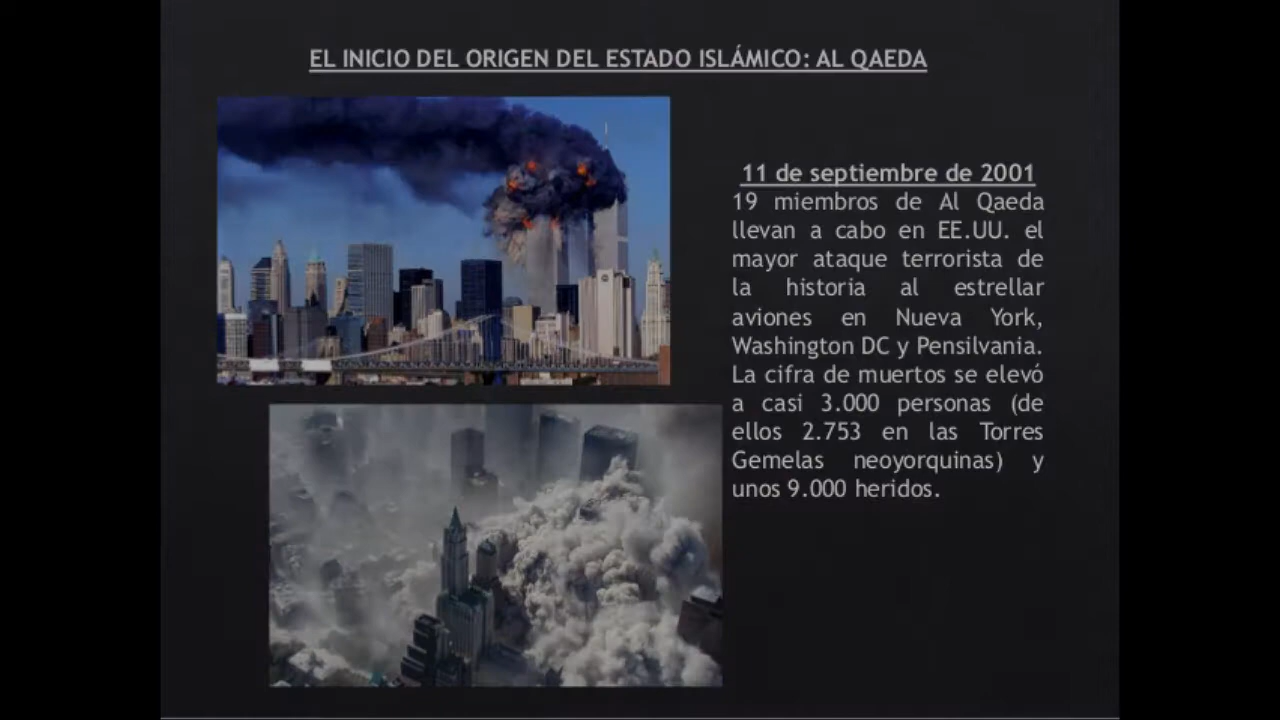 EL INICIO DEL ORIGEN DEL ESTADO ISLÁMICO: AL QAEDA
11 de septiembre de 2001
19 miembros de Al Qaeda
llevan a cabo en EE.UU. el
mayor ataque terrorista de
la historia al estrellar
aviones en Nueva York,
Washington DC y Pensilvania.
La cifra de muertos se elevó
a casi 3.000 personas (de
ellos 2.753 en las Torres
Gemelas neoyorquinas) y
unos 9.000 heridos.